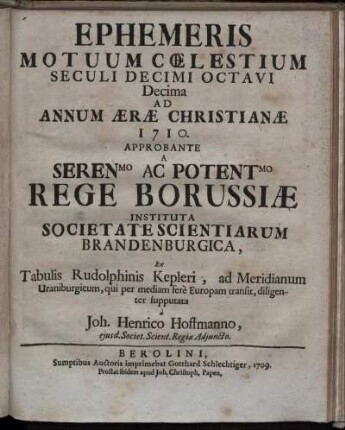 EPHEMERIS
MOTUUM CŒLESTIUM
SECULI DECIMI OCTAVI
Decima
AD
ANNUM ÆRÆ CHRISTIANÆ
1710.
APPROBANTE
A
SERENMO AC POTENTMO
REGE BORUSSIÆ
INSTITUTA
SOCIETATE SCIENTIARUM
BRANDENBURGICA,
Ex
Tabulis Rudolphinis Kepleri, ad Meridianum
Uraniburgicum, qui per mediam ferè Europam transit, diligen-
ter supputata
à
Joh. Henrico Hoffmanno,
ejusd. Societ. Scient. Regiæ Adjuncto.
BEROLINI,
Sumptibus Auctoris imprimebat Gotthard Schlechtiger, 1709.
Prostat ibidem apud Joh. Christoph. Papen.